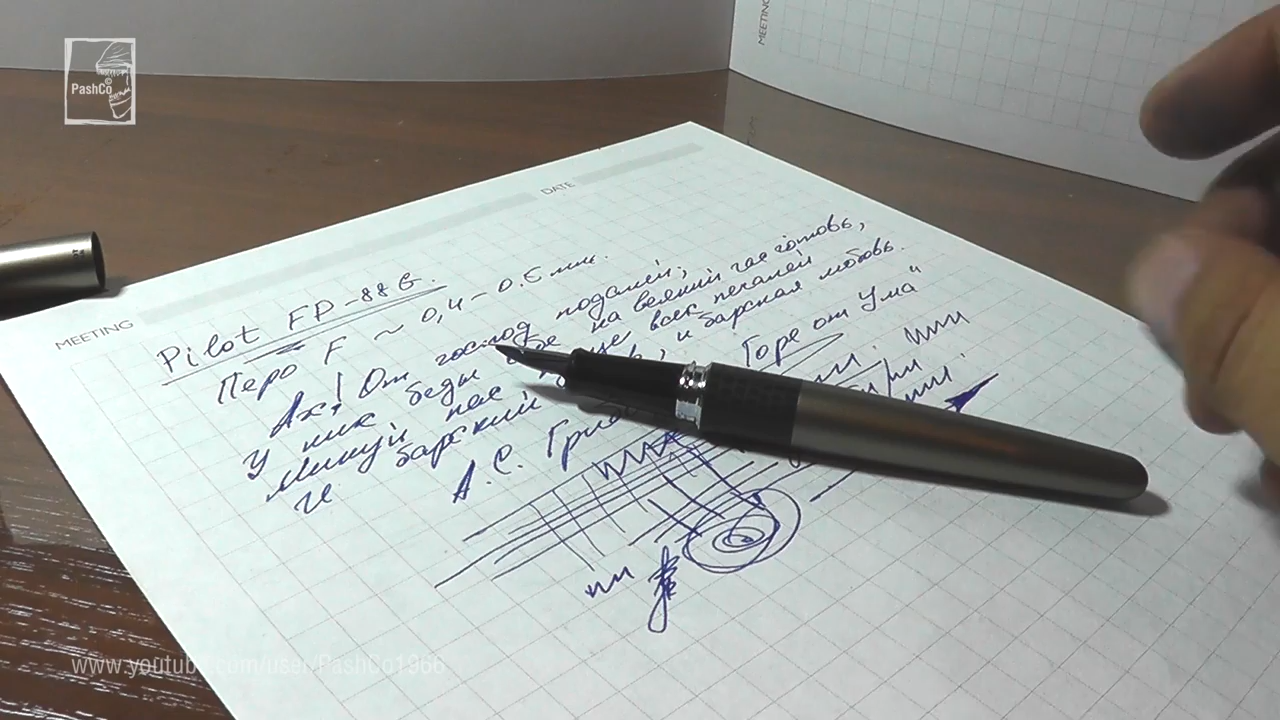 PashCo
MEETING
MEETING
DATE
Pilot FP-88G.
Перо F ~ 0,4-0.5 мм.
Ах! От господ подалей;
У них беды себе на всякий час готовь,
Минуй нас пуще всех печалей
И барский, и барская любовь.
А.С. Гриб
"Горе от Ума"
www.youtube.com/user/PashCo1966